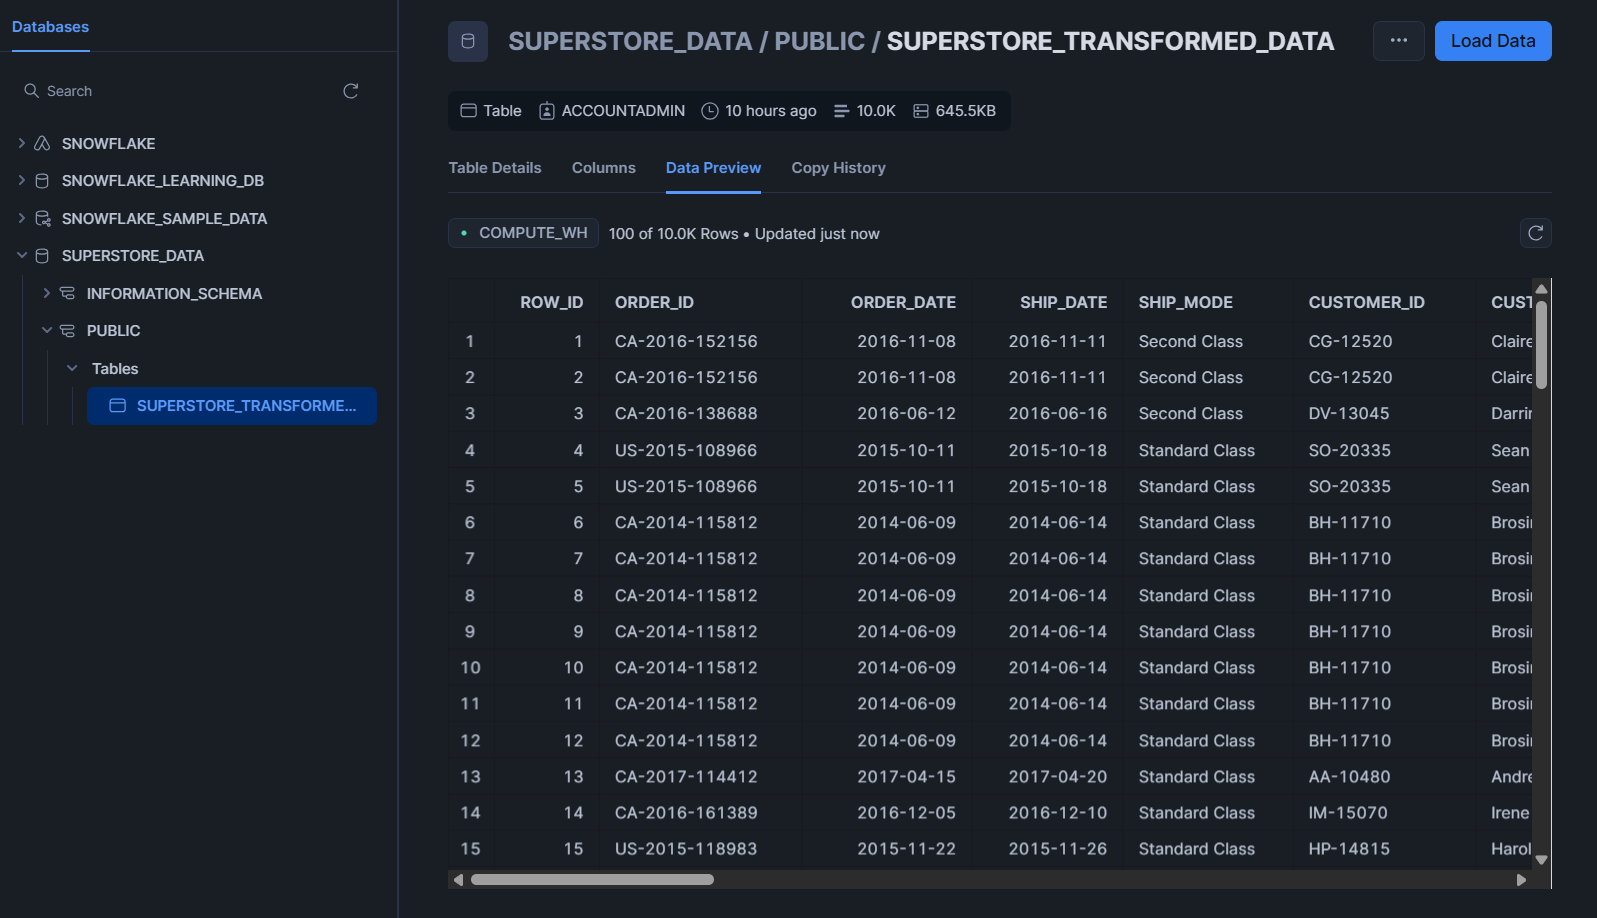 Databases
Search
SNOWFLAKE
SNOWFLAKE_LEARNING_DB
SNOWFLAKE_SAMPLE_DATA
SUPERSTORE_DATA
INFORMATION_SCHEMA
PUBLIC
Tables
SUPERSTORE_TRANSFORME...
SUPERSTORE_DATA / PUBLIC / SUPERSTORE_TRANSFORMED_DATA
... Load Data
Table ACCOUNTADMIN 10 hours ago 10.0K 645.5KB
Table Details Columns Data Preview Copy History
COMPUTE_WH 100 of 10.0K Rows • Updated just now
ROW_ID ORDER_ID ORDER_DATE SHIP_DATE SHIP_MODE CUSTOMER_ID CUST
1 1 CA-2016-152156 2016-11-08 2016-11-11 Second Class CG-12520 Claire
2 2 CA-2016-152156 2016-11-08 2016-11-11 Second Class CG-12520 Claire
3 3 CA-2016-138688 2016-06-12 2016-06-16 Second Class DV-13045 Darrin
4 4 US-2015-108966 2015-10-11 2015-10-18 Standard Class SO-20335 Sean
5 5 US-2015-108966 2015-10-11 2015-10-18 Standard Class SO-20335 Sean
6 6 CA-2014-115812 2014-06-09 2014-06-14 Standard Class BH-11710 Brosi
7 7 CA-2014-115812 2014-06-09 2014-06-14 Standard Class BH-11710 Brosi
8 8 CA-2014-115812 2014-06-09 2014-06-14 Standard Class BH-11710 Brosi
9 9 CA-2014-115812 2014-06-09 2014-06-14 Standard Class BH-11710 Brosi
10 10 CA-2014-115812 2014-06-09 2014-06-14 Standard Class BH-11710 Brosi
11 11 CA-2014-115812 2014-06-09 2014-06-14 Standard Class BH-11710 Brosi
12 12 CA-2014-115812 2014-06-09 2014-06-14 Standard Class BH-11710 Brosi
13 13 CA-2017-114412 2017-04-15 2017-04-20 Standard Class AA-10480 Andre
14 14 CA-2016-161389 2016-12-05 2016-12-10 Standard Class IM-15070 Irene
15 15 US-2015-118983 2015-11-22 2015-11-26 Standard Class HP-14815 Harol